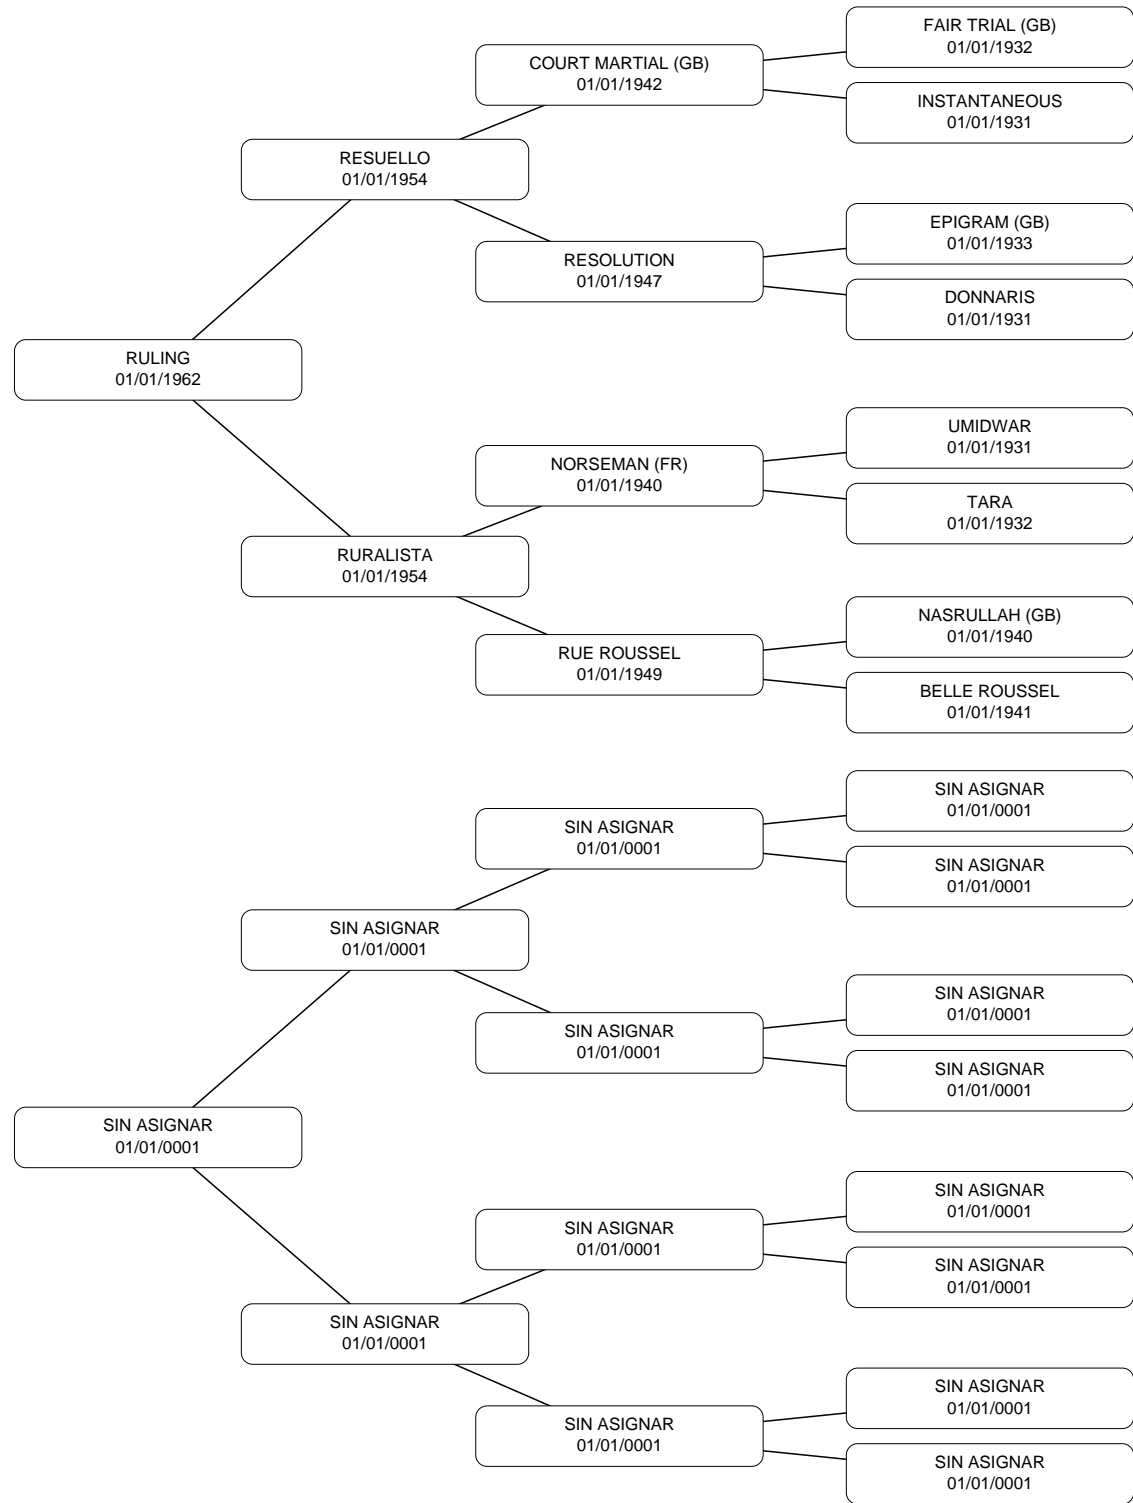 FAIR TRIAL (GB)
01/01/1932
COURT MARTIAL (GB)
01/01/1942
INSTANTANEOUS
01/01/1931
RESUELLO
01/01/1954
EPIGRAM (GB)
01/01/1933
RESOLUTION
01/01/1947
DONNARIS
01/01/1931
RULING
01/01/1962
UMIDWAR
01/01/1931
NORSEMAN (FR)
01/01/1940
TARA
01/01/1932
RURALISTA
01/01/1954
NASRULLAH (GB)
01/01/1940
RUE ROUSSEL
01/01/1949
BELLE ROUSSEL
01/01/1941
SIN ASIGNAR
01/01/0001
SIN ASIGNAR
01/01/0001
SIN ASIGNAR
01/01/0001
SIN ASIGNAR
01/01/0001
SIN ASIGNAR
01/01/0001
SIN ASIGNAR
01/01/0001
SIN ASIGNAR
01/01/0001
SIN ASIGNAR
01/01/0001
SIN ASIGNAR
01/01/0001
SIN ASIGNAR
01/01/0001
SIN ASIGNAR
01/01/0001
SIN ASIGNAR
01/01/0001
SIN ASIGNAR
01/01/0001
SIN ASIGNAR
01/01/0001
SIN ASIGNAR
01/01/0001